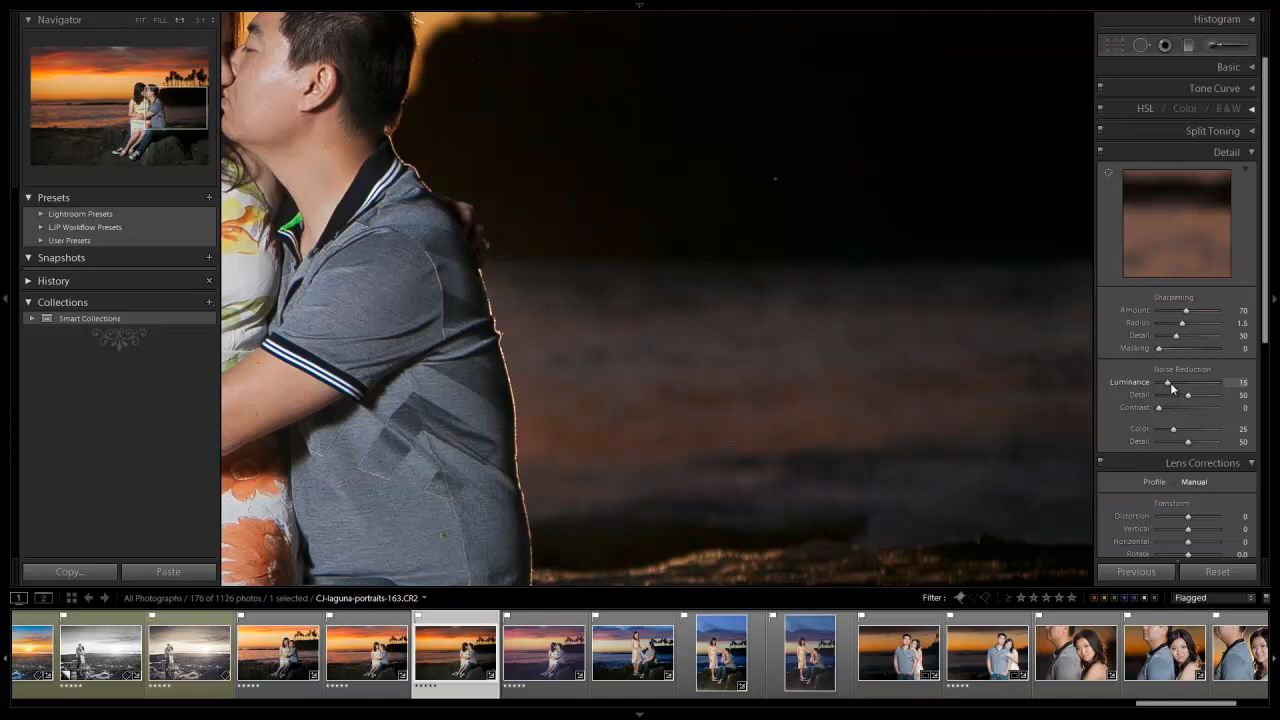 Navigator
FIT FILL 1:1 3:1
Histogram
Basic
Tone Curve
HSL / Color / B & W
Split Toning
Detail
Presets
Lightroom Presets
LJP Workflow Presets
User Presets
Snapshots
History
Collections
Smart Collections
Sharpening
Amount 70
Radius 1.5
Detail 30
Masking 0
Noise Reduction
Luminance 15
Detail 50
Contrast 0
Color 25
Detail 50
Lens Corrections
Profile Manual
Transform
Distortion 0
Vertical 0
Horizontal 0
Rotate 0.0
Copy... Paste
Previous Reset
1 2 All Photographs / 176 of 1126 photos / 1 selected / CJ-laguna-portraits-163.CR2
Filter : Flagged